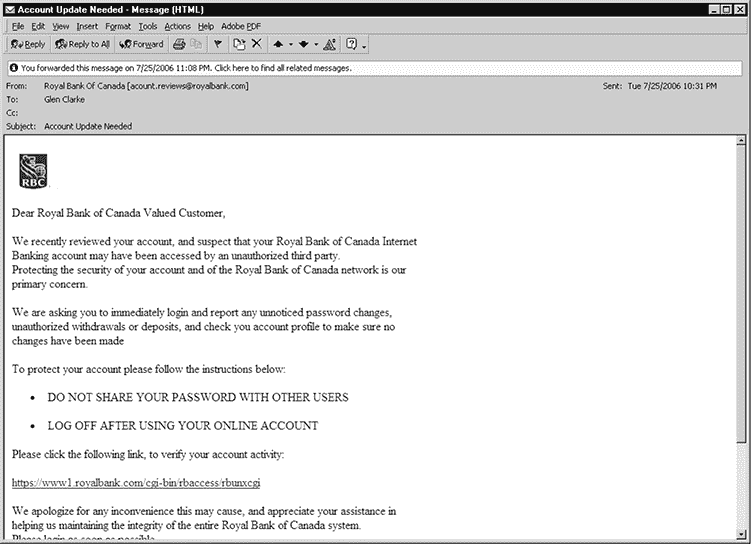 Account Update Needed - Message (HTML)
File Edit View Insert Format Tools Actions Help Adobe PDF
Reply Reply to All Forward
You forwarded this message on 7/25/2006 11:08 PM. Click here to find all related messages.
From: Royal Bank Of Canada [acount.reviews@royalbank.com] Sent: Tue 7/25/2006 10:31 PM
To: Glen Clarke
Cc:
Subject: Account Update Needed
RBC
Dear Royal Bank of Canada Valued Customer,
We recently reviewed your account, and suspect that your Royal Bank of Canada Internet
Banking account may have been accessed by an unauthorized third party.
Protecting the security of your account and of the Royal Bank of Canada network is our
primary concern.
We are asking you to immediately login and report any unnoticed password changes,
unauthorized withdrawals or deposits, and check you account profile to make sure no
changes have been made
To protect your account please follow the instructions below:
• DO NOT SHARE YOUR PASSWORD WITH OTHER USERS
• LOG OFF AFTER USING YOUR ONLINE ACCOUNT
Please click the following link, to verify your account activity:
https://www1.royalbank.com/cgi-bin/rbaccess/rbunxcgi
We apologize for any inconvenience this may cause, and appreciate your assistance in
helping us maintaining the integrity of the entire Royal Bank of Canada system.
Please login as soon as possible